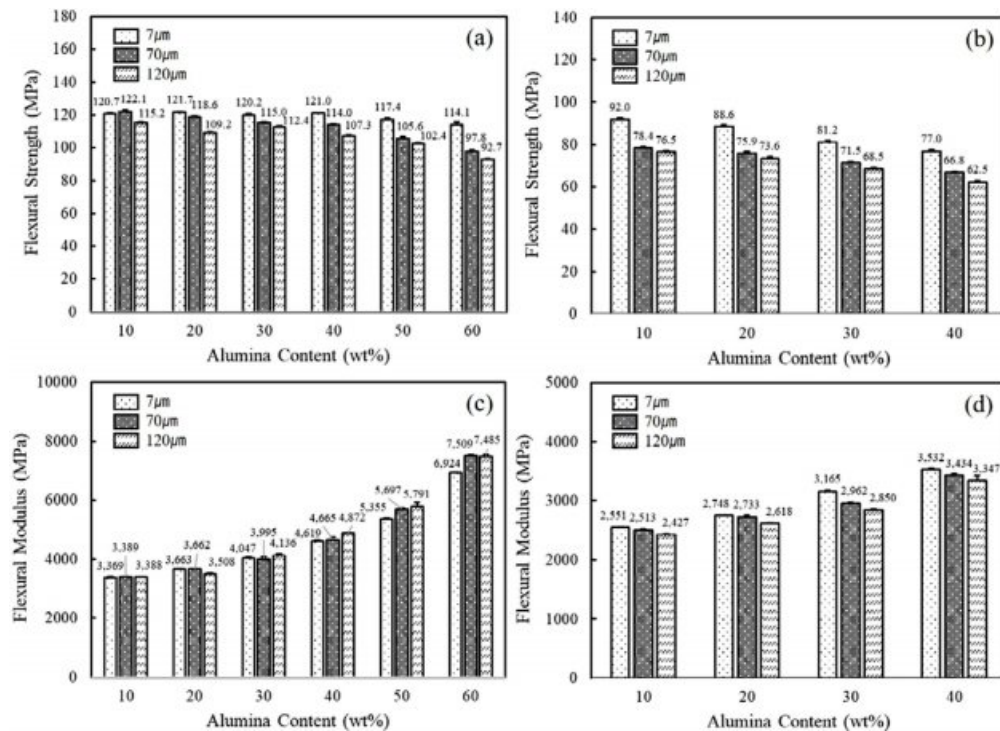 180
160
140
120
100
80
60
40
20
0
Flexural Strength (MPa)
7μm
70μm
120μm
(a)
120.7 122.1 115.2
121.7 118.6 109.2
120.2 115.0 112.4
121.0 114.0 107.3
117.4 105.6 102.4
114.1 97.8 92.7
10 20 30 40 50 60
Alumina Content (wt%)
140
120
100
80
60
40
20
0
Flexural Strength (MPa)
7μm
70μm
120μm
(b)
92.0 78.4 76.5
88.6 75.9 73.6
81.2 71.5 68.5
77.0 66.8 62.5
10 20 30 40
Alumina Content (wt%)
10000
8000
6000
4000
2000
0
Flexural Modulus (MPa)
7μm
70μm
120μm
(c)
3,369 3,389 3,388
3,663 3,662 3,508
4,047 3,995 4,136
4,619 4,665 4,872
5,355 5,697 5,791
6,924 7,509 7,485
10 20 30 40 50 60
Alumina Content (wt%)
5000
4000
3000
2000
1000
0
Flexural Modulus (MPa)
7μm
70μm
120μm
(d)
2,551 2,513 2,427
2,748 2,733 2,618
3,165 2,962 2,850
3,532 3,434 3,347
10 20 30 40
Alumina Content (wt%)